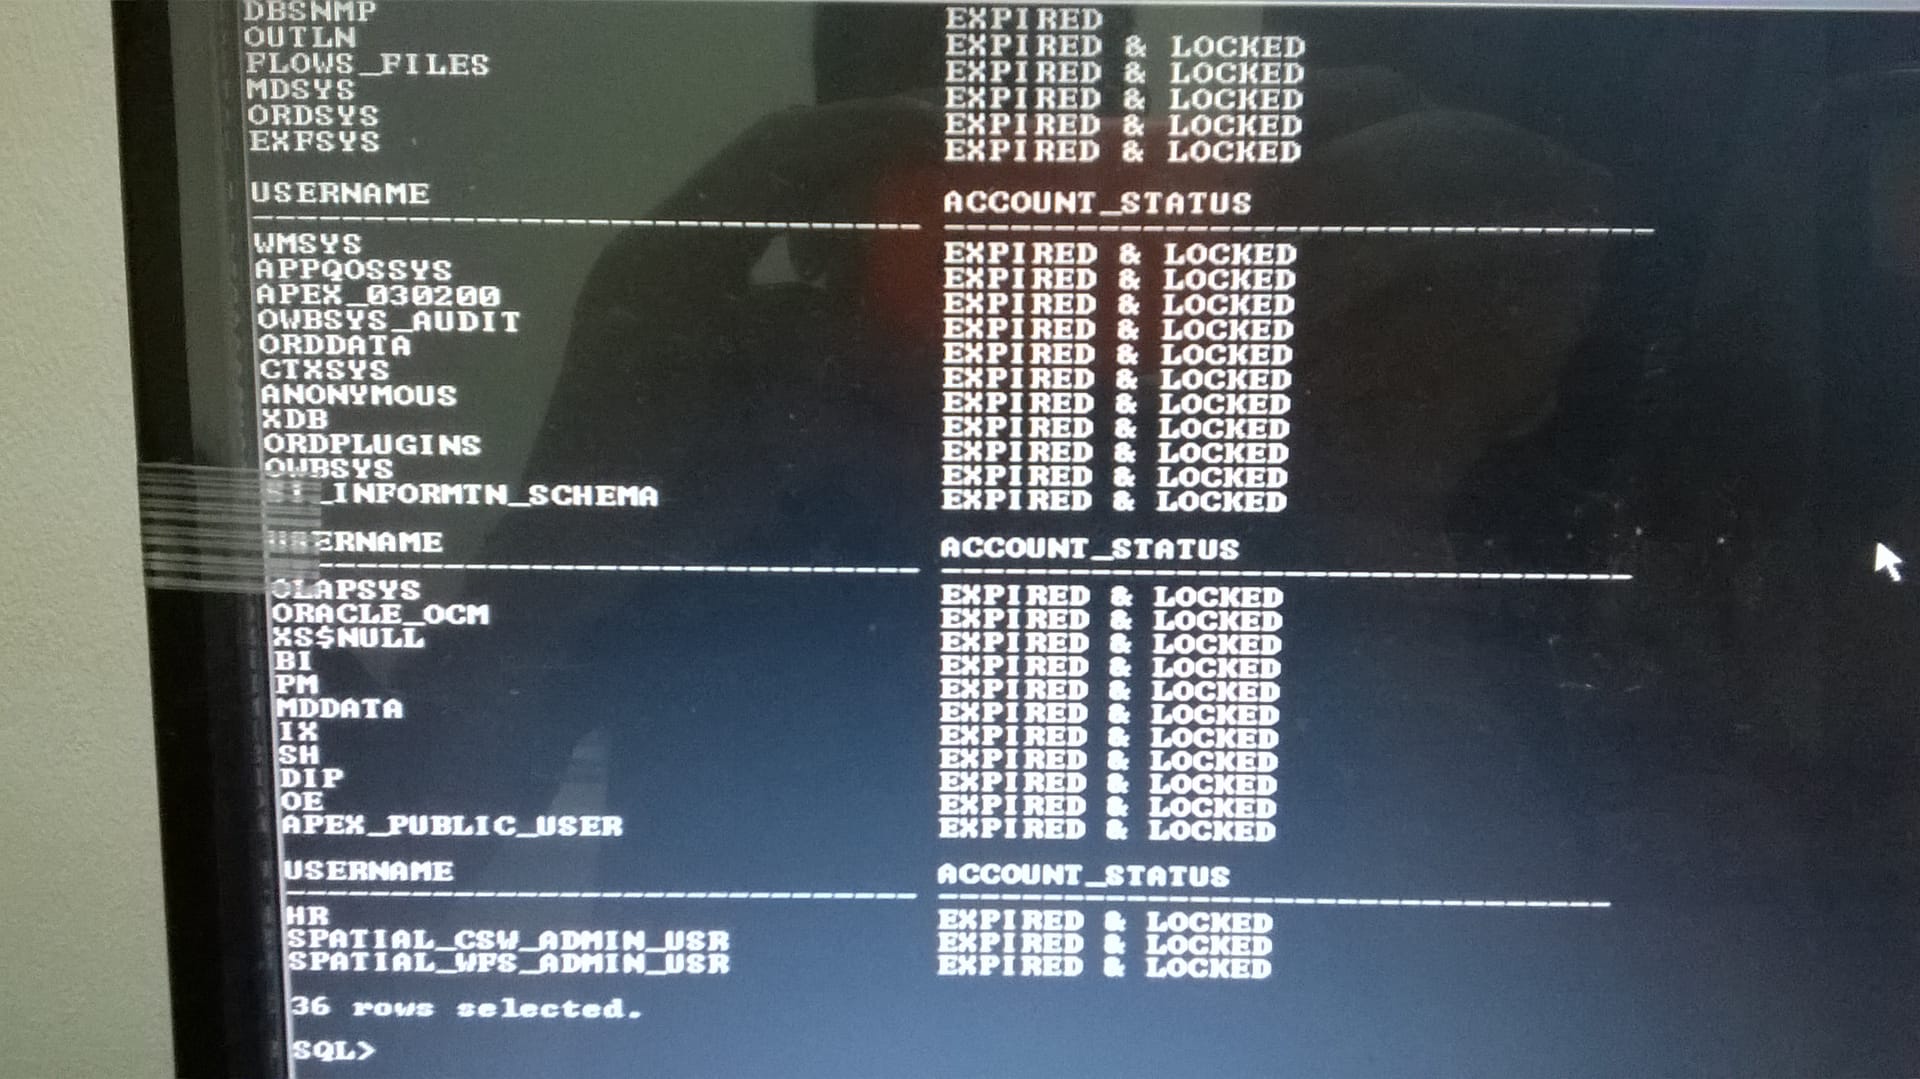 DBSNMP EXPIRED
OUTLN EXPIRED & LOCKED
FLOWS_FILES EXPIRED & LOCKED
MDSYS EXPIRED & LOCKED
ORDSYS EXPIRED & LOCKED
EXFSYS EXPIRED & LOCKED
USERNAME ACCOUNT_STATUS
WMSYS EXPIRED & LOCKED
APPQOSSYS EXPIRED & LOCKED
APEX_030200 EXPIRED & LOCKED
OWBSYS_AUDIT EXPIRED & LOCKED
ORDDATA EXPIRED & LOCKED
CTXSYS EXPIRED & LOCKED
ANONYMOUS EXPIRED & LOCKED
XDB EXPIRED & LOCKED
ORDPLUGINS EXPIRED & LOCKED
OWBSYS EXPIRED & LOCKED
SI_INFORMTN_SCHEMA EXPIRED & LOCKED
USERNAME ACCOUNT_STATUS
OLAPSYS EXPIRED & LOCKED
ORACLE_OCM EXPIRED & LOCKED
XS$NULL EXPIRED & LOCKED
BI EXPIRED & LOCKED
PM EXPIRED & LOCKED
MDDATA EXPIRED & LOCKED
IX EXPIRED & LOCKED
SH EXPIRED & LOCKED
DIP EXPIRED & LOCKED
OE EXPIRED & LOCKED
APEX_PUBLIC_USER EXPIRED & LOCKED
USERNAME ACCOUNT_STATUS
HR EXPIRED & LOCKED
SPATIAL_CSW_ADMIN_USR EXPIRED & LOCKED
SPATIAL_WFS_ADMIN_USR EXPIRED & LOCKED
36 rows selected.
SQL>